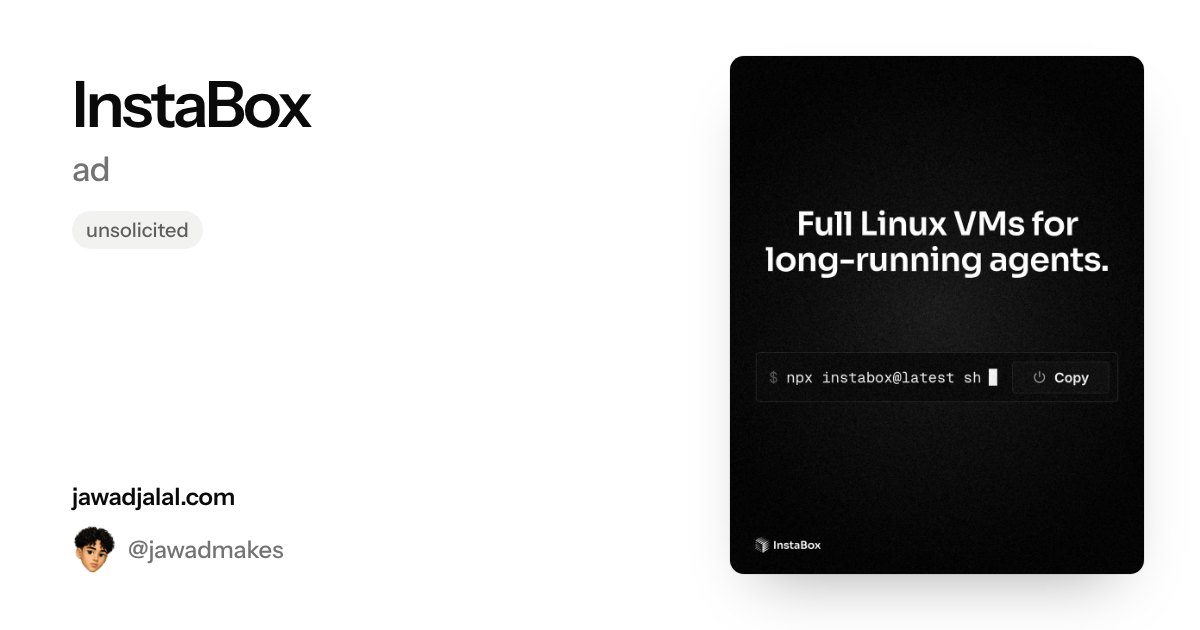 InstaBox
ad
unsolicited
Full Linux VMs for
long-running agents.
$ npx instabox@latest sh
Copy
InstaBox
jawadjalal.com
@jawadmakes